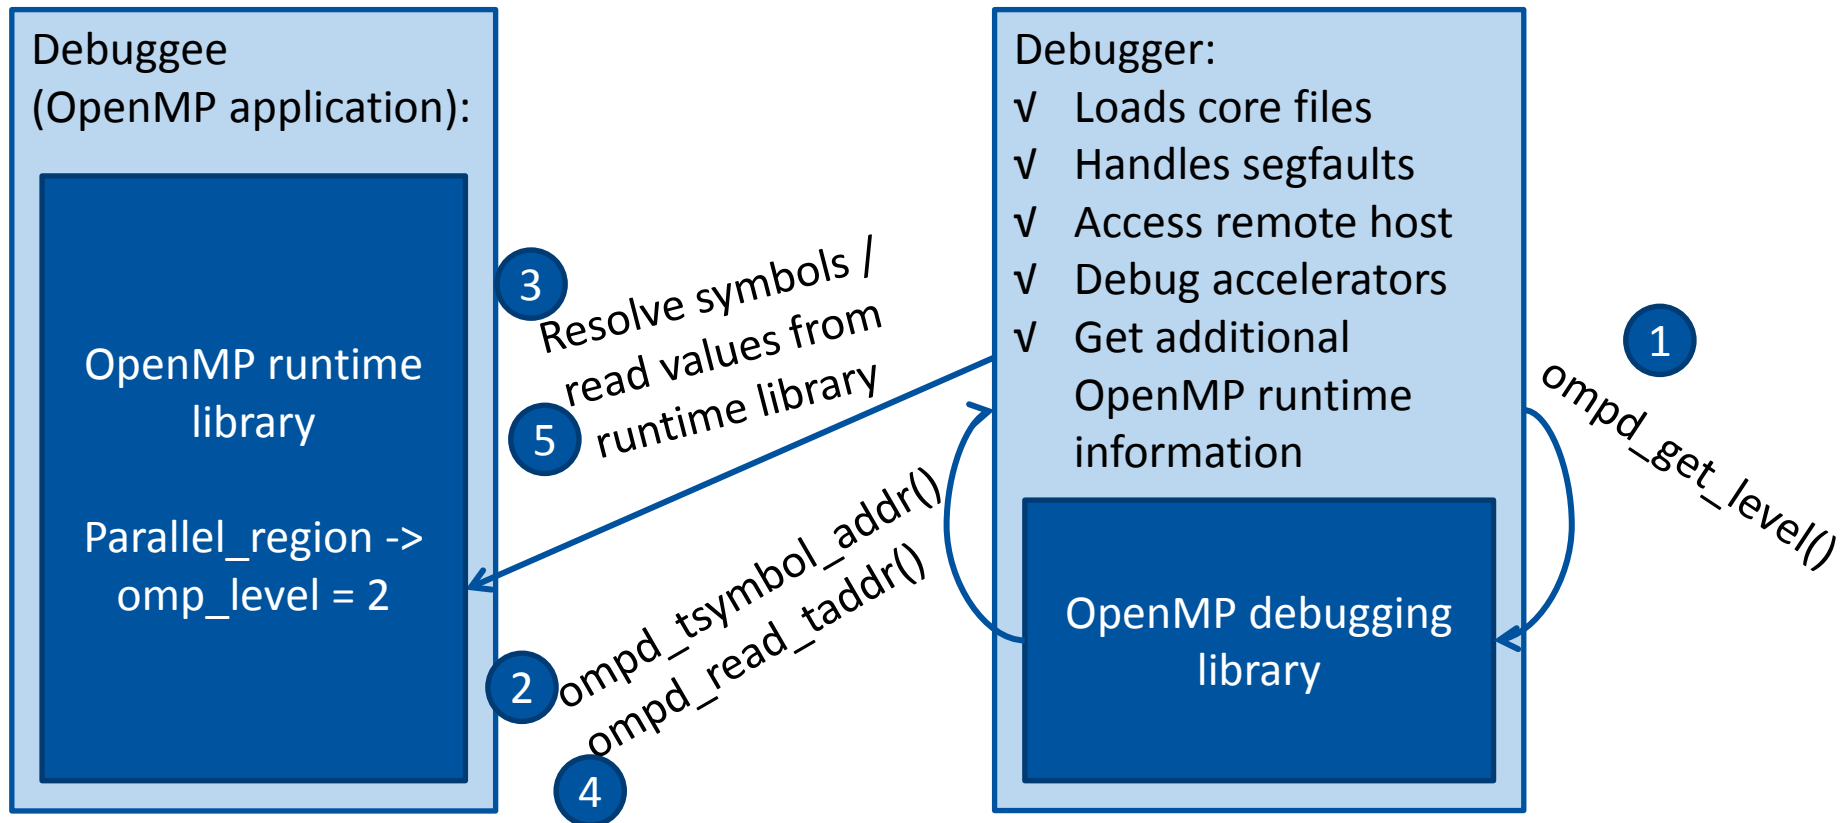 Debuggee
(OpenMP application):
OpenMP runtime
library
Parallel_region ->
omp_level = 2
3
Resolve symbols /
read values from
5
runtime library
2
ompd_tsymbol_addr()
ompd_read_taddr()
4
Debugger:
√ Loads core files
√ Handles segfaults
√ Access remote host
√ Debug accelerators
√ Get additional
OpenMP runtime
information
OpenMP debugging
library
1
ompd_get_level()